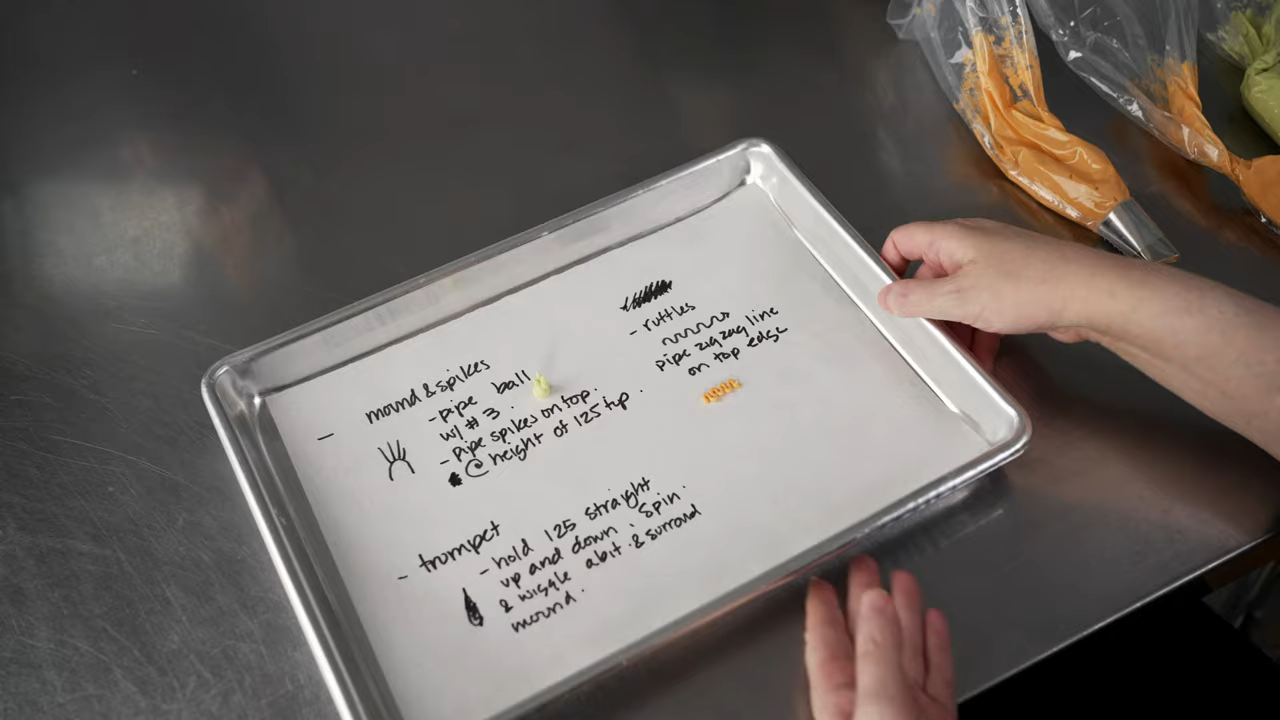 - mound & spikes
- pipe ball
w/ #3.
- Pipe spikes on top.
@ height of 125 tip.
- ruffles
pipe zig zag line
on top edge
- trumpet
- hold 125 straight
up and down. Spin.
& wiggle a bit & surround
mound.